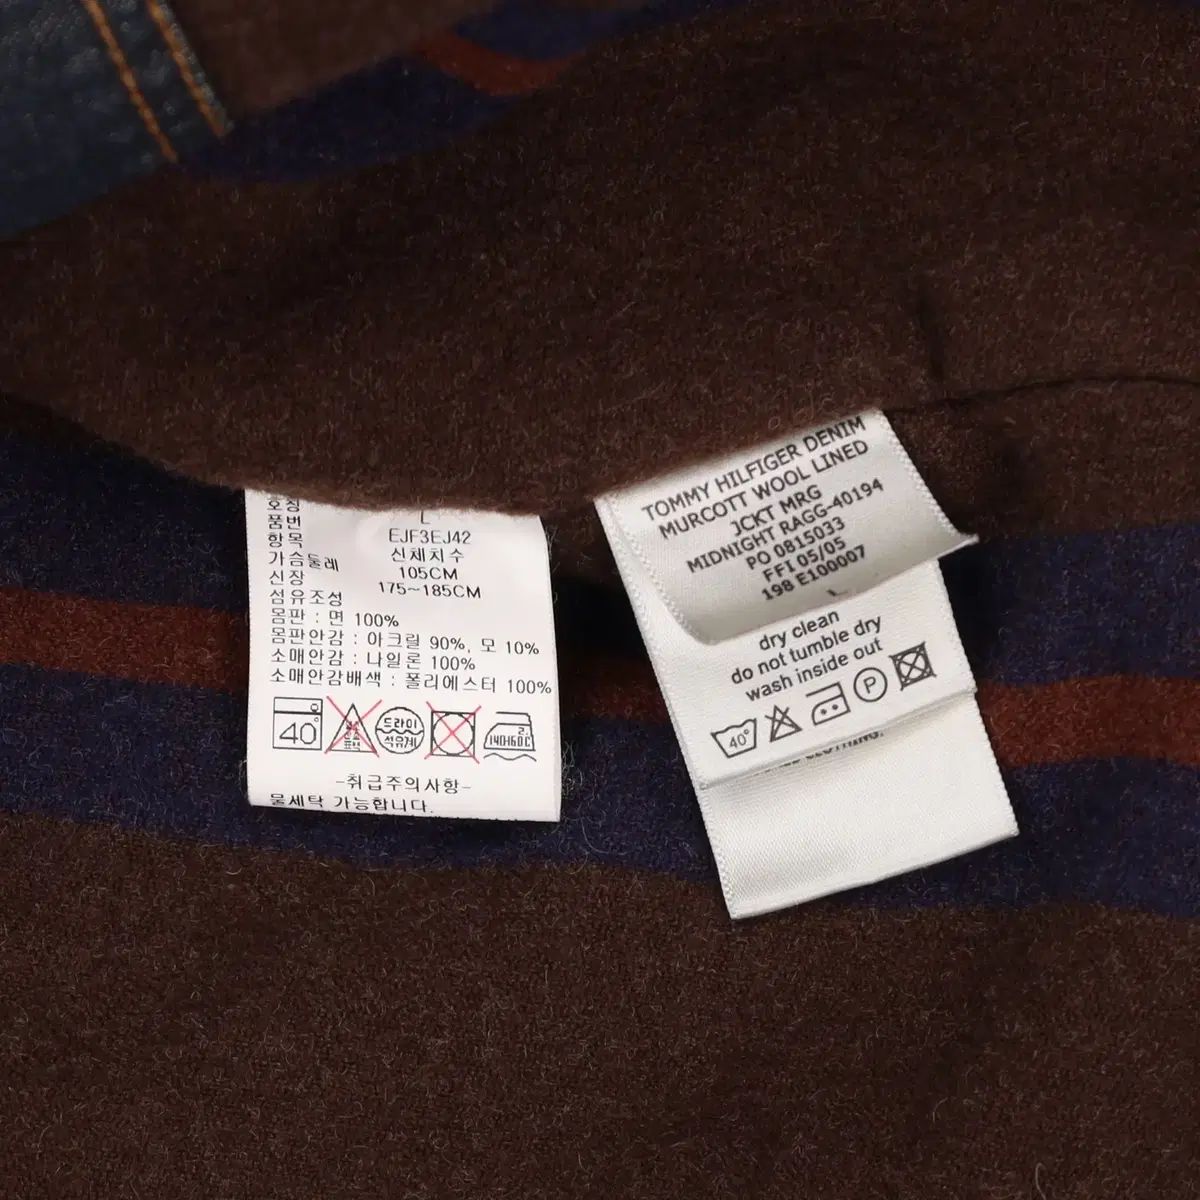 호칭 L
품번 EJF3EJ42
항목 신체치수
가슴둘레 105CM
신장 175~185CM
섬유조성
몸판 : 면 100%
몸판안감 : 아크릴 90%, 모 10%
소매안감 : 나일론 100%
소매안감배색 : 폴리에스터 100%
40
드라이
석유계
-취급주의사항-
물세탁 가능합니다.
TOMMY HILFIGER DENIM
MURCOTT WOOL LINED
JCKT MRG
MIDNIGHT RAGG-40194
PO 0815033
FFI 05/05
198 E100007
dry clean
do not tumble dry
wash inside out
40°
P